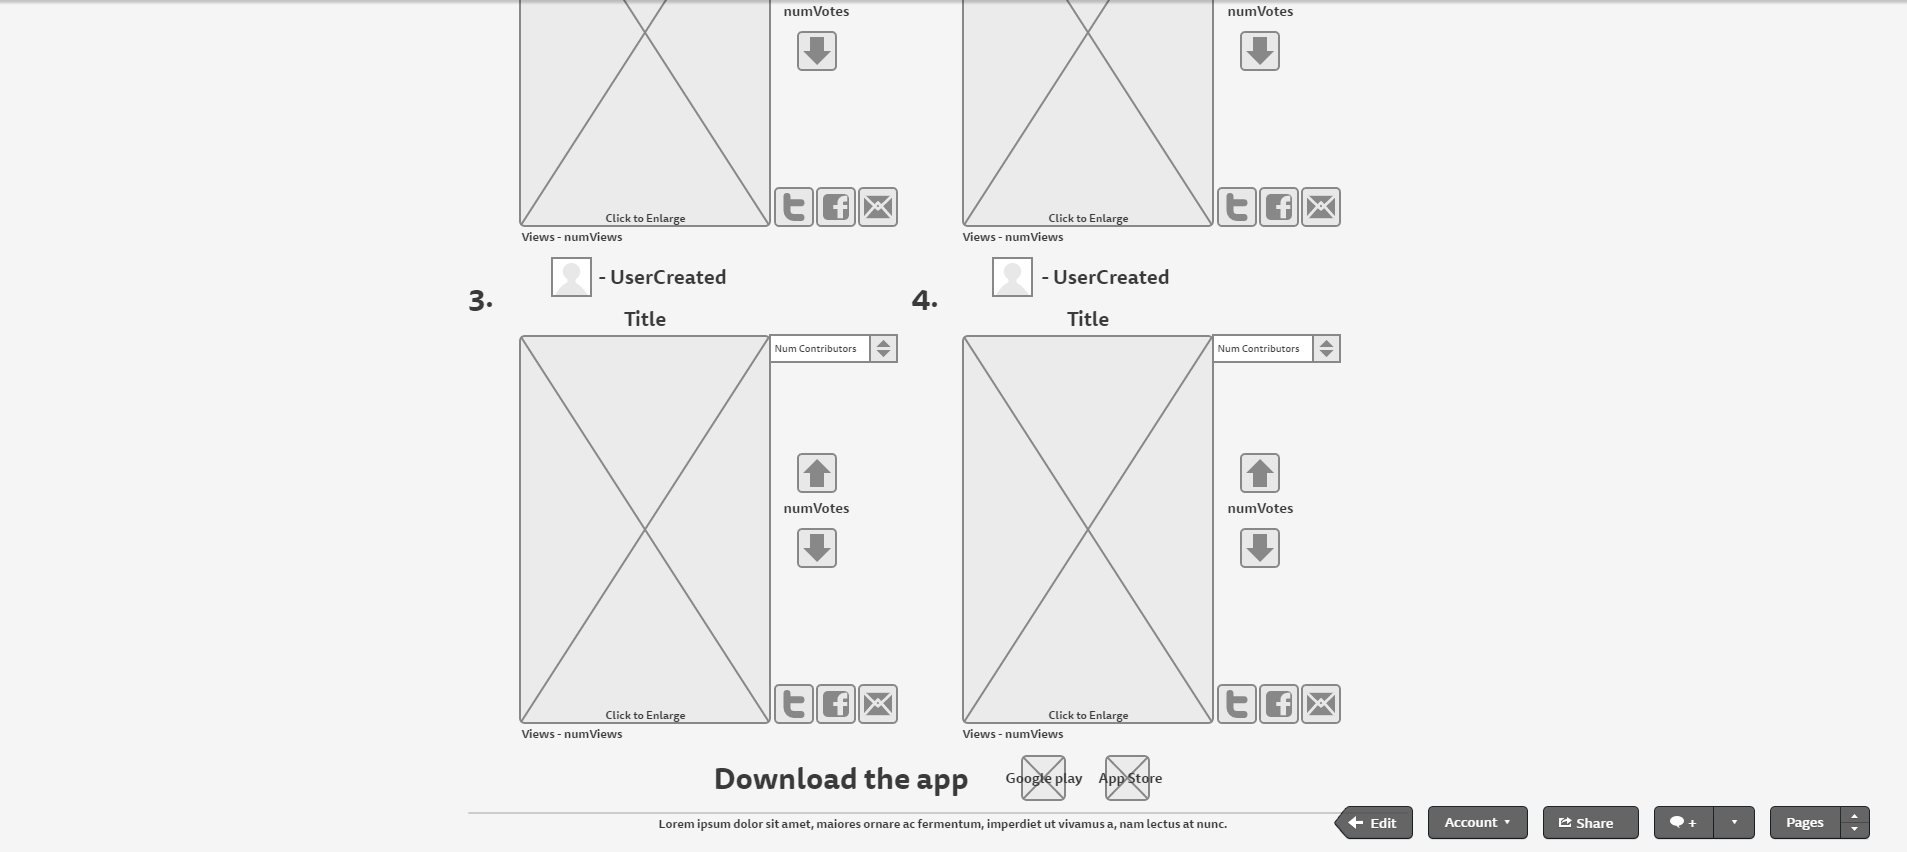 numVotes
numVotes
Click to Enlarge
Click to Enlarge
Views - numViews
Views - numViews
- UserCreated
- UserCreated
3.
4.
Title
Title
Num Contributors
Num Contributors
numVotes
numVotes
Click to Enlarge
Click to Enlarge
Views - numViews
Views - numViews
Download the app
Google play
App Store
Lorem ipsum dolor sit amet, maiores ornare ac fermentum, imperdiet ut vivamus a, nam lectus at nunc.
Edit
Account
Share
+
Pages